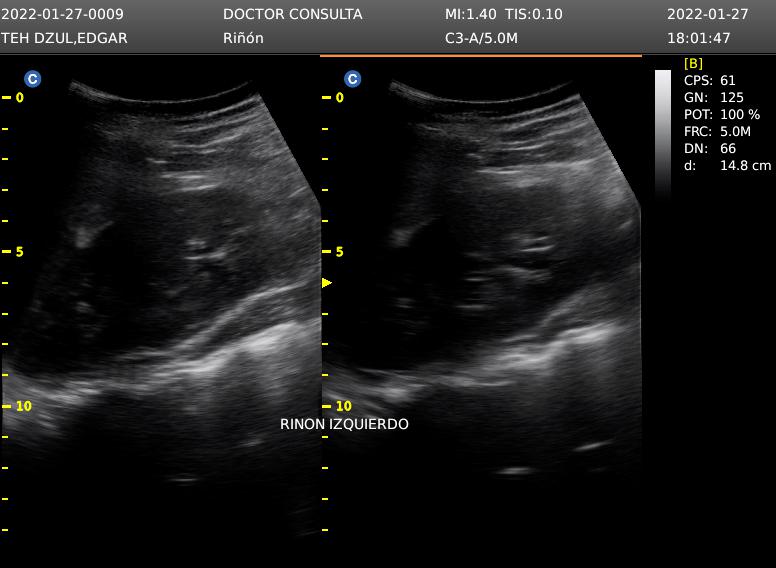 2022-01-27-0009 DOCTOR CONSULTA MI:1.40 TIS:0.10 2022-01-27
TEH DZUL,EDGAR Riñón C3-A/5.0M 18:01:47
[B]
C C CPS: 61
0 0 GN: 125
POT: 100 %
FRC: 5.0M
DN: 66
d: 14.8 cm
5 5
10 10
RINON IZQUIERDO